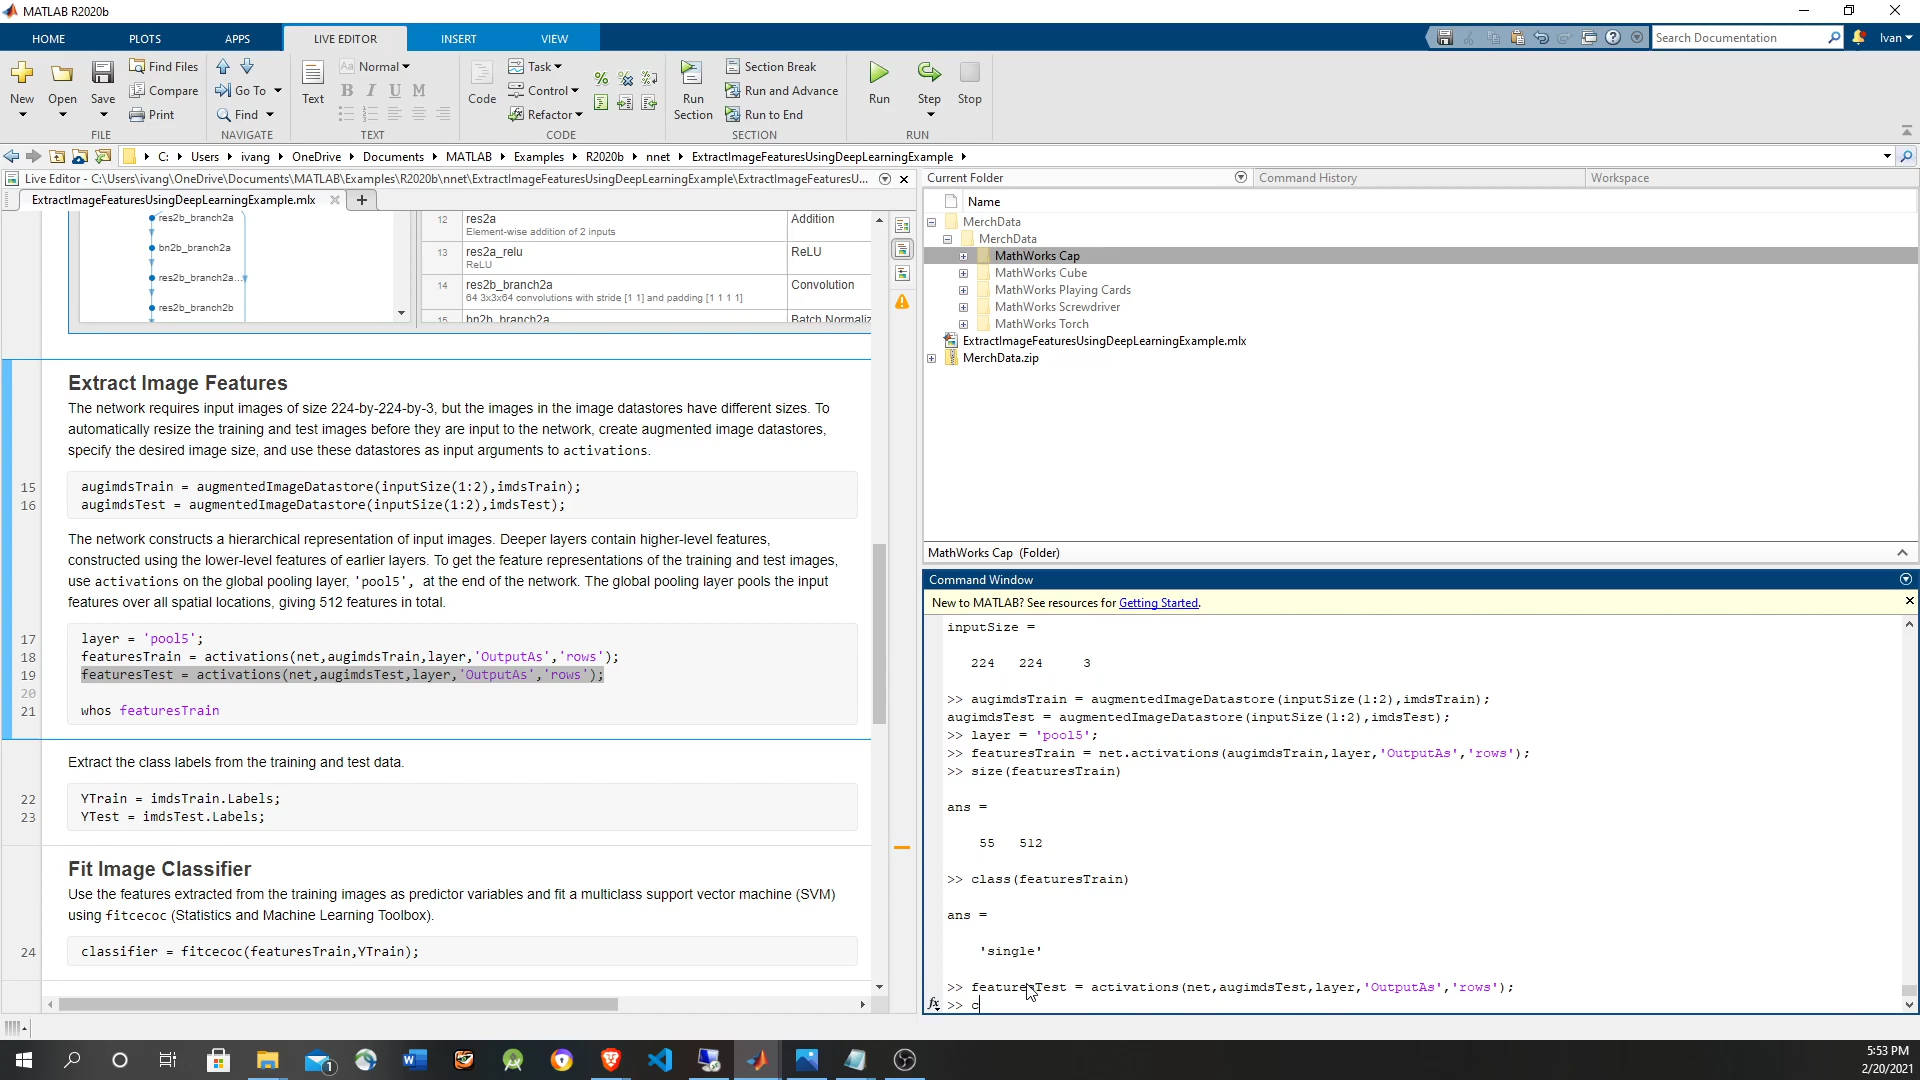 MATLAB R2020b
HOME PLOTS APPS LIVE EDITOR INSERT VIEW
Search Documentation
Ivan
New
Open
Save
Find Files
Compare
Print
FILE
Go To
Find
NAVIGATE
Text
Normal
B I U M
TEXT
Code
Task
Control
Refactor
CODE
Run Section
Section Break
Run and Advance
Run to End
SECTION
Run
Step
Stop
RUN
C: Users ivang OneDrive Documents MATLAB Examples R2020b nnet ExtractImageFeaturesUsingDeepLearningExample
Live Editor - C:\Users\ivang\OneDrive\Documents\MATLAB\Examples\R2020b\nnet\ExtractImageFeaturesUsingDeepLearningExample\ExtractImageFeaturesU...
ExtractImageFeaturesUsingDeepLearningExample.mlx
res2b_branch2a
bn2b_branch2a
res2b_branch2a...
res2b_branch2b
12 res2a Addition
Element-wise addition of 2 inputs
13 res2a_relu ReLU
ReLU
14 res2b_branch2a Convolution
64 3x3x64 convolutions with stride [1 1] and padding [1 1 1 1]
15 bn2b_branch2a Batch Normaliz
Extract Image Features
The network requires input images of size 224-by-224-by-3, but the images in the image datastores have different sizes. To
automatically resize the training and test images before they are input to the network, create augmented image datastores,
specify the desired image size, and use these datastores as input arguments to activations.
15 augimdsTrain = augmentedImageDatastore(inputSize(1:2),imdsTrain);
16 augimdsTest = augmentedImageDatastore(inputSize(1:2),imdsTest);
The network constructs a hierarchical representation of input images. Deeper layers contain higher-level features,
constructed using the lower-level features of earlier layers. To get the feature representations of the training and test images,
use activations on the global pooling layer, 'pool5', at the end of the network. The global pooling layer pools the input
features over all spatial locations, giving 512 features in total.
17 layer = 'pool5';
18 featuresTrain = activations(net,augimdsTrain,layer,'OutputAs','rows');
19 featuresTest = activations(net,augimdsTest,layer,'OutputAs','rows');
20
21 whos featuresTrain
Extract the class labels from the training and test data.
22 YTrain = imdsTrain.Labels;
23 YTest = imdsTest.Labels;
Fit Image Classifier
Use the features extracted from the training images as predictor variables and fit a multiclass support vector machine (SVM)
using fitcecoc (Statistics and Machine Learning Toolbox).
24 classifier = fitcecoc(featuresTrain,YTrain);
Current Folder
Command History
Workspace
Name
MerchData
MerchData
MathWorks Cap
MathWorks Cube
MathWorks Playing Cards
MathWorks Screwdriver
MathWorks Torch
ExtractImageFeaturesUsingDeepLearningExample.mlx
MerchData.zip
MathWorks Cap (Folder)
Command Window
New to MATLAB? See resources for Getting Started.
inputSize =
224 224 3
>> augimdsTrain = augmentedImageDatastore(inputSize(1:2),imdsTrain);
augimdsTest = augmentedImageDatastore(inputSize(1:2),imdsTest);
>> layer = 'pool5';
>> featuresTrain = net.activations(augimdsTrain,layer,'OutputAs','rows');
>> size(featuresTrain)
ans =
55 512
>> class(featuresTrain)
ans =
'single'
>> featuresTest = activations(net,augimdsTest,layer,'OutputAs','rows');
fx >> c
1
5:53 PM
2/20/2021